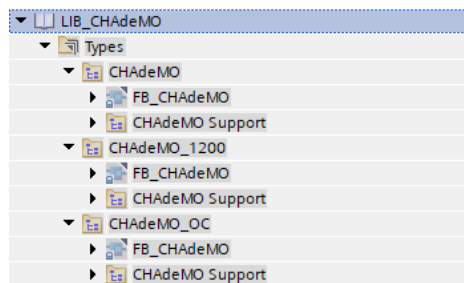 LIB_CHAdeMO
Types
CHAdeMO
FB_CHAdeMO
CHAdeMO Support
CHAdeMO_1200
FB_CHAdeMO
CHAdeMO Support
CHAdeMO_OC
FB_CHAdeMO
CHAdeMO Support